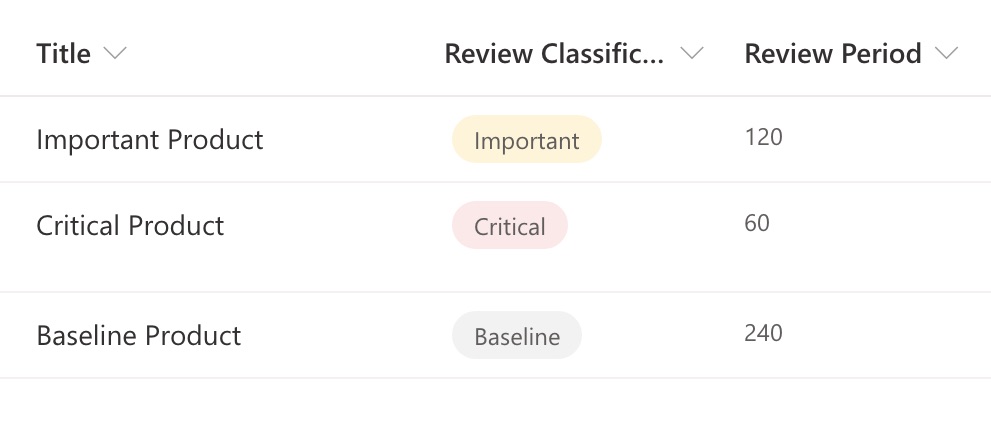 Title Review Classific... Review Period
Important Product Important 120
Critical Product Critical 60
Baseline Product Baseline 240